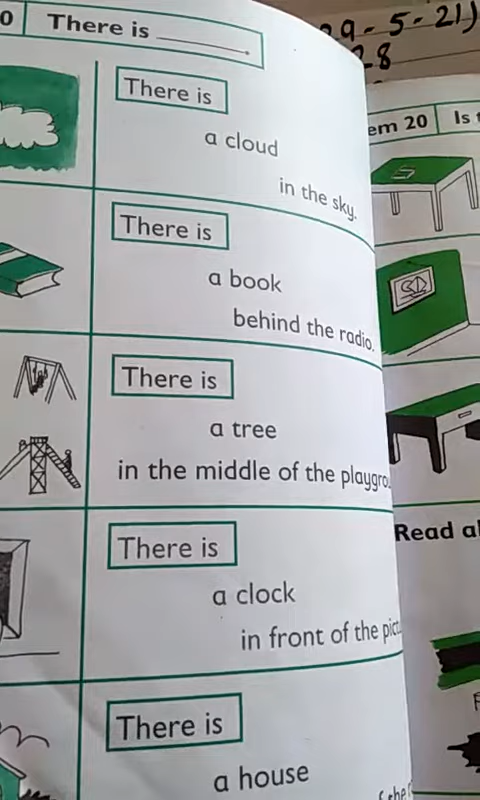 0 There is ______.
29-5-21)
28
There is
a cloud
in the sky.
There is
a book
behind the radio.
There is
a tree
in the middle of the
There is
a clock
in front of the
There is
a house
em 20 Is
Read